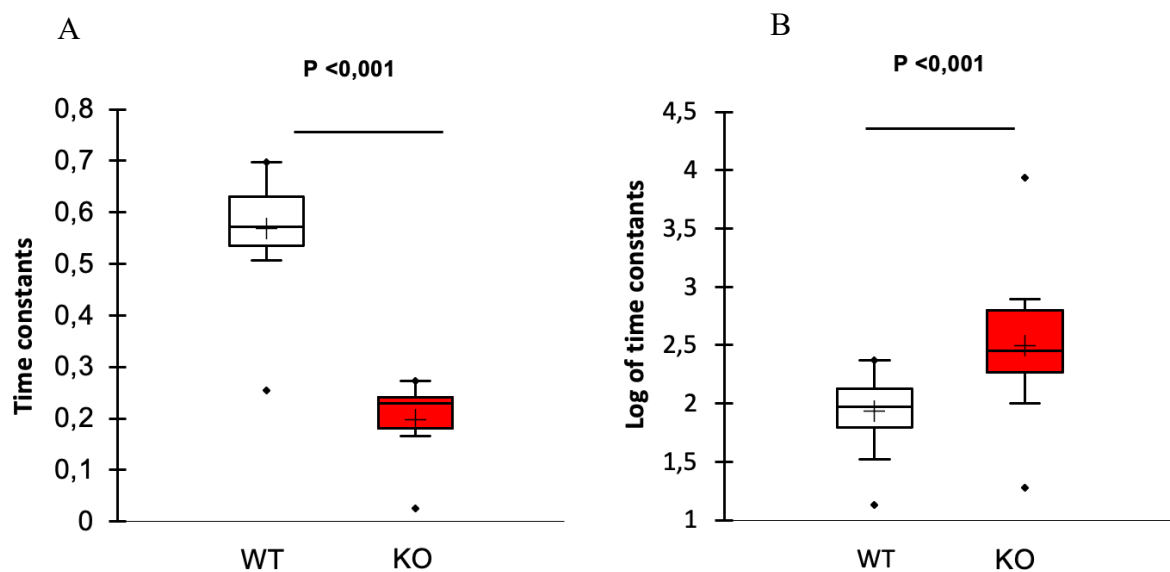 A
P <0,001
Time constants
0,8
0,7
0,6
0,5
0,4
0,3
0,2
0,1
0
WT
KO
B
P <0,001
Log of time constants
4,5
4
3,5
3
2,5
2
1,5
1
WT
KO